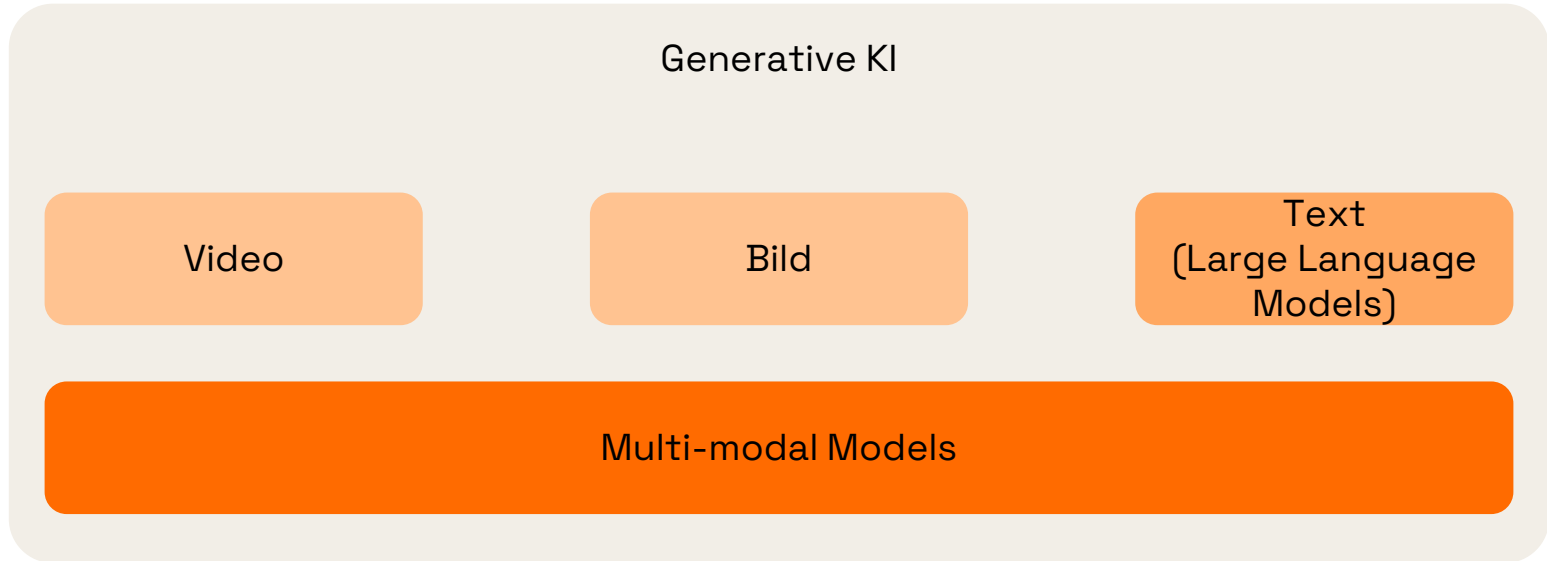 Generative KI
Video
Bild
Text
(Large Language
Models)
Multi-modal Models